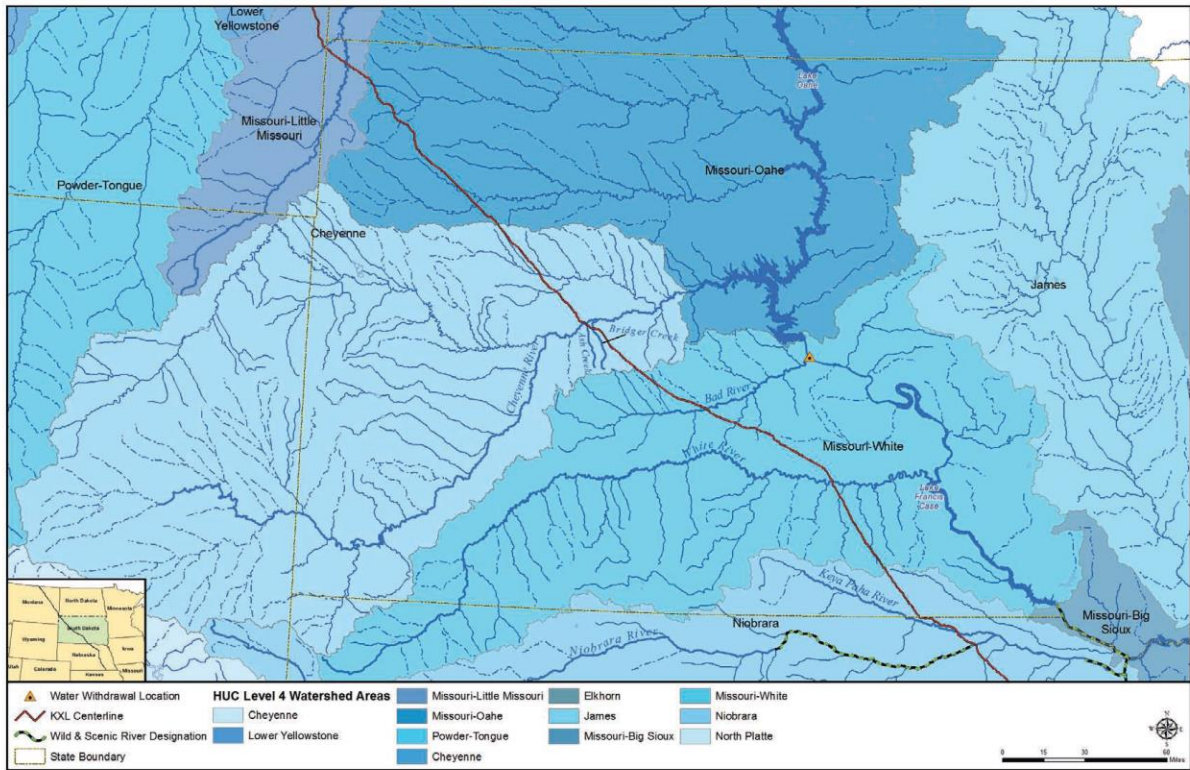 Lower
Yellowstone
Lake
Oahe
Missouri-Little
Missouri
Missouri-Oahe
Powder-Tongue
Cheyenne
James
Bridger Creek
Ash Creek
Cheyenne River
Bad River
White River
Missouri-White
Lake
Francis
Case
Keya Paha River
Niobrara
Niobrara River
Missouri-Big
Sioux
Montana
North Dakota
Minnesota
South Dakota
Wyoming
Iowa
Nebraska
Utah
Colorado
Kansas
Missouri
Water Withdrawal Location
KXL Centerline
Wild & Scenic River Designation
State Boundary
HUC Level 4 Watershed Areas
Cheyenne
Lower Yellowstone
Missouri-Little Missouri
Missouri-Oahe
Powder-Tongue
Cheyenne
Elkhorn
James
Missouri-Big Sioux
Missouri-White
Niobrara
North Platte
N
W E
S
0 15 30 60
Miles